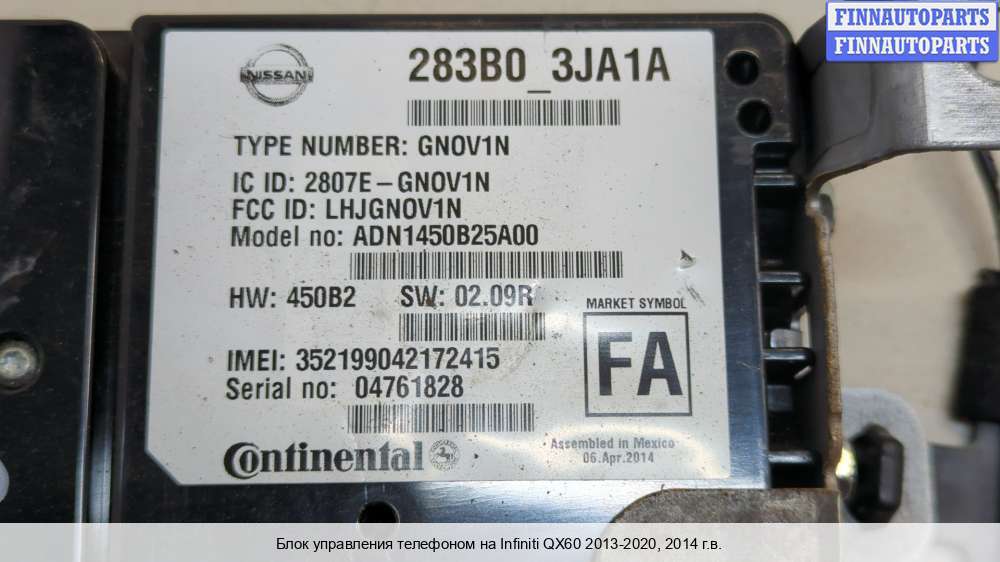 FINNAUTOPARTS
FINNAUTOPARTS
NISSAN
283B0_3JA1A
TYPE NUMBER: GNOV1N
IC ID: 2807E-GNOV1N
FCC ID: LHJGNOV1N
Model no: ADN1450B25A00
HW: 450B2 SW: 02.09R
MARKET SYMBOL
FA
IMEI: 352199042172415
Serial no: 04761828
Continental
Assembled in Mexico
06.Apr.2014
Блок управления телефоном на Infiniti QX60 2013-2020, 2014 г.в.